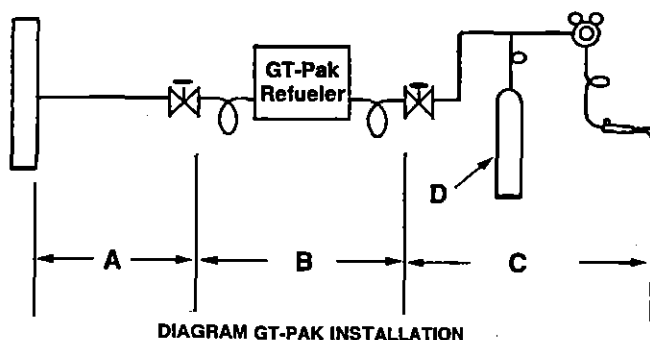 GT-Pak
Refueler
D
A B C
DIAGRAM GT-PAK INSTALLATION